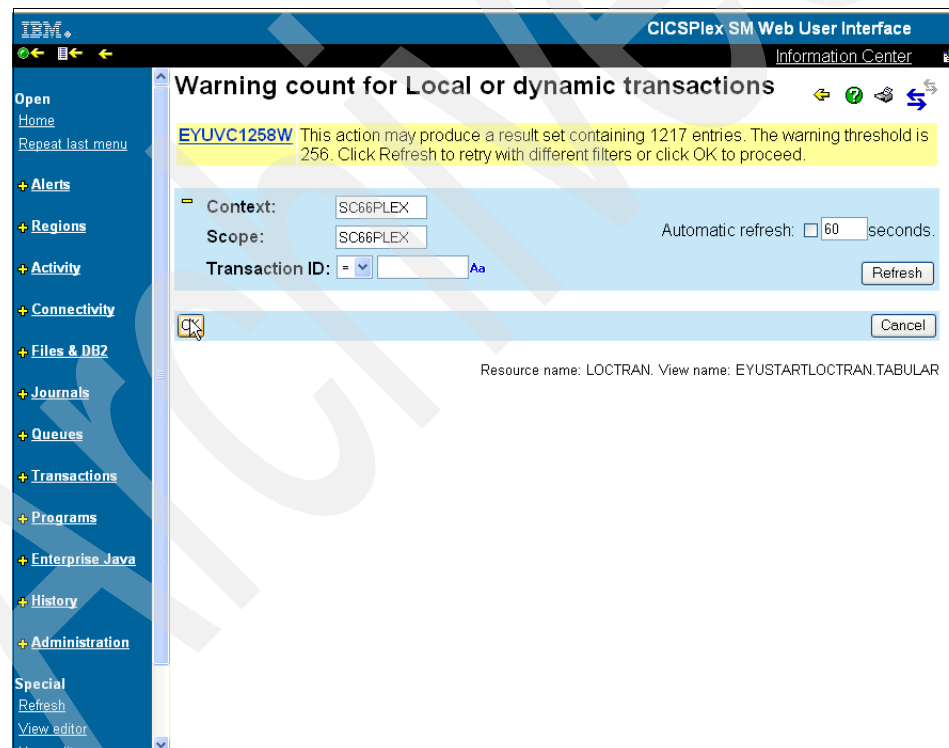 IBM.
CICSPlex SM Web User Interface
Information Center
Open
Home
Repeat last menu
Alerts
Regions
Activity
Connectivity
Files & DB2
Journals
Queues
Transactions
Programs
Enterprise Java
History
Administration
Special
Refresh
View editor
Warning count for Local or dynamic transactions
EYUVC1258W This action may produce a result set containing 1217 entries. The warning threshold is
256. Click Refresh to retry with different filters or click OK to proceed.
Context: SC66PLEX
Scope: SC66PLEX
Automatic refresh: 60 seconds.
Transaction ID: = Aa
Refresh
OK
Cancel
Resource name: LOCTRAN. View name: EYUSTARTLOCTRAN.TABULAR